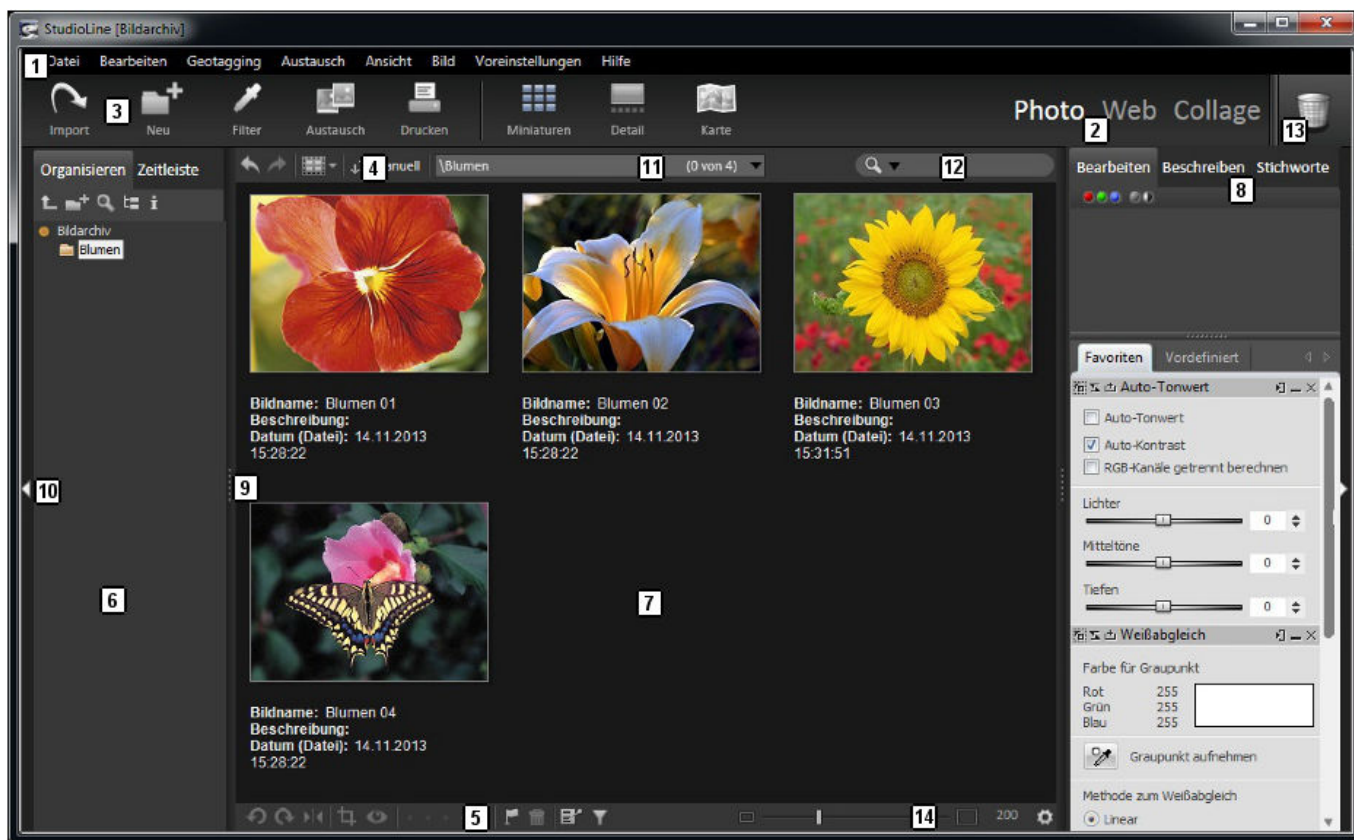 StudioLine [Bildarchiv]
1 Datei Bearbeiten Geotagging Austausch Ansicht Bild Voreinstellungen Hilfe
3
Import Neu Filter Austausch Drucken Miniaturen Detail Karte
Photo Web Collage
2
13
Organisieren Zeitleiste
4 \Blumen 11 (0 von 4) 12
Bearbeiten Beschreiben Stichworte
8
Bildarchiv
Blumen
Bildname: Blumen 01
Beschreibung:
Datum (Datei): 14.11.2013
15:28:22
Bildname: Blumen 02
Beschreibung:
Datum (Datei): 14.11.2013
15:28:22
Bildname: Blumen 03
Beschreibung:
Datum (Datei): 14.11.2013
15:31:51
10
9
6
7
Bildname: Blumen 04
Beschreibung:
Datum (Datei): 14.11.2013
15:28:22
5
14 200
Favoriten Vordefiniert
Auto-Tonwert
Auto-Tonwert
Auto-Kontrast
RGB-Kanäle getrennt berechnen
Lichter
0
Mitteltöne
0
Tiefen
0
Weißabgleich
Farbe für Graupunkt
Rot 255
Grün 255
Blau 255
Graupunkt aufnehmen
Methode zum Weißabgleich
Linear